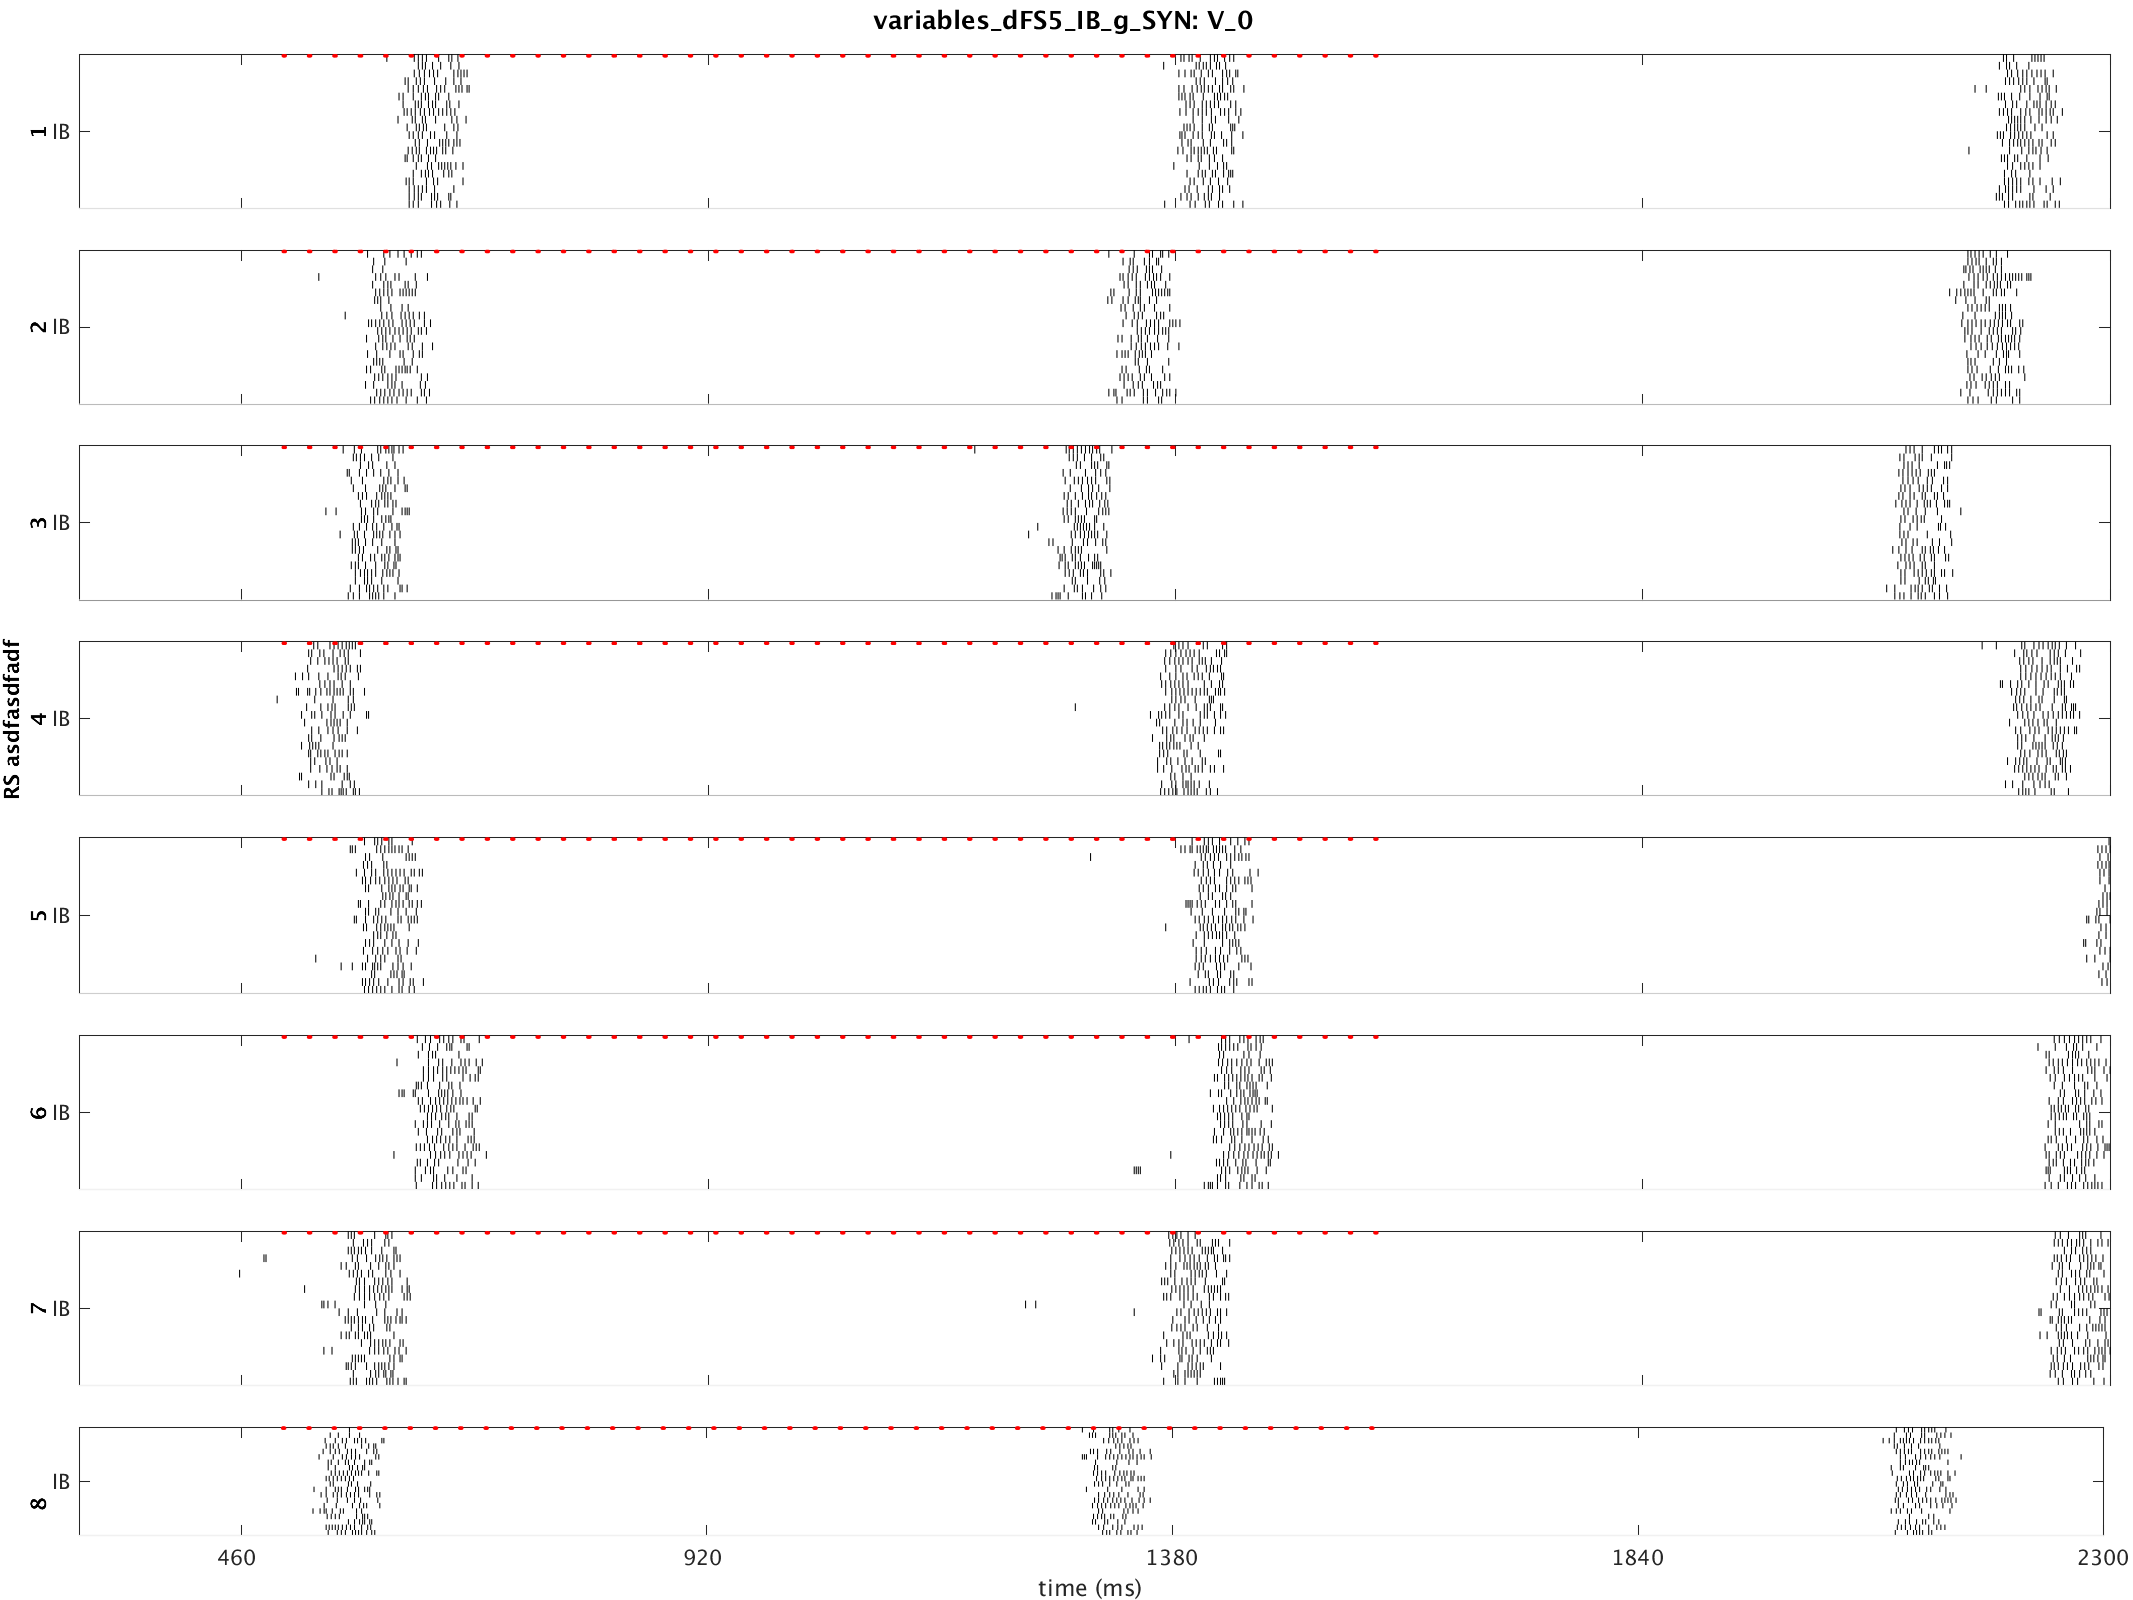 variables_dFS5_IB_g_SYN: V_0
1 IB
2 IB
3 IB
RS asdfasdfadf
4 IB
5 IB
6 IB
7 IB
8 IB
460 920 1380 1840 2300
time (ms)